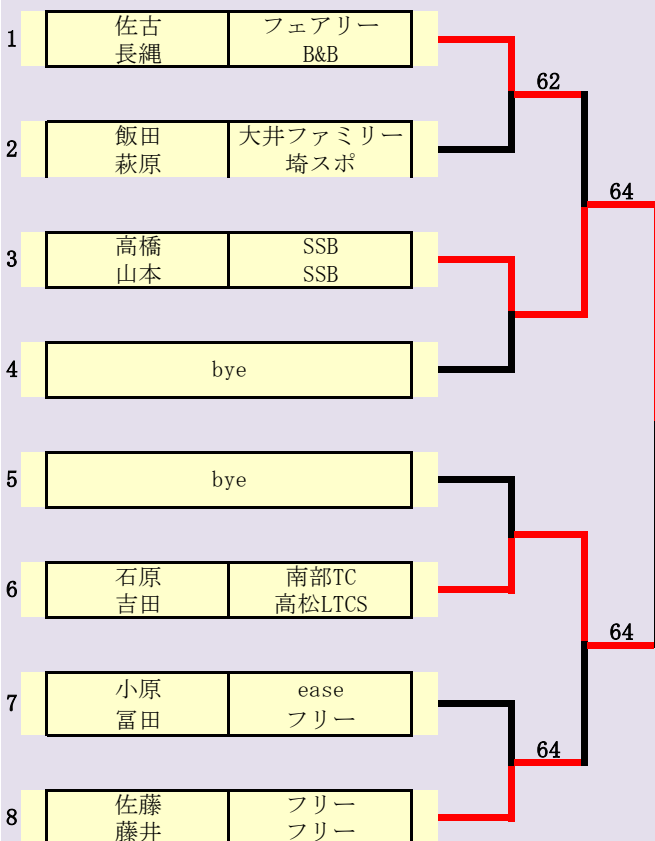 1 佐古 フェアリー
長縄 B&B
62
2 飯田 大井ファミリー
萩原 埼スポ
64
3 高橋 SSB
山本 SSB
4 bye
5 bye
6 石原 南部TC
吉田 高松LTCS
64
7 小原 ease
冨田 フリー
64
8 佐藤 フリー
藤井 フリー